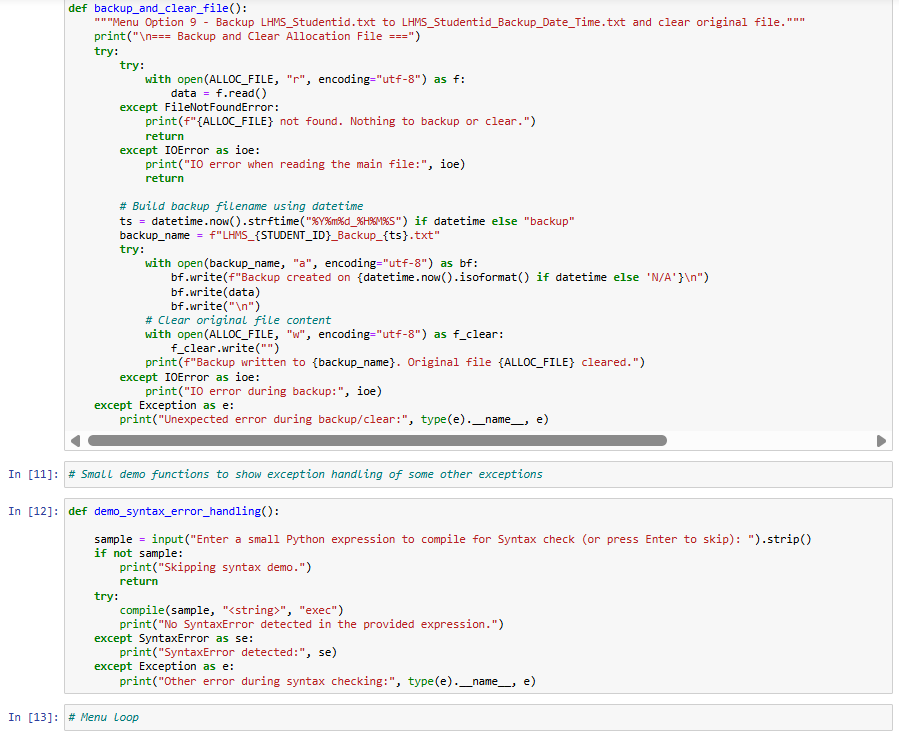 def backup_and_clear_file():
    """Menu Option 9 - Backup LHMS_Studentid.txt to LHMS_Studentid_Backup_Date_Time.txt and clear original file."""
    print("\n=== Backup and Clear Allocation File ===")
    try:
        try:
            with open(ALLOC_FILE, "r", encoding="utf-8") as f:
                data = f.read()
        except FileNotFoundError:
            print(f"{ALLOC_FILE} not found. Nothing to backup or clear.")
            return
        except IOError as ioe:
            print("IO error when reading the main file:", ioe)
            return

        # Build backup filename using datetime
        ts = datetime.now().strftime("%Y%m%d_%H%M%S") if datetime else "backup"
        backup_name = f"LHMS_{STUDENT_ID}_Backup_{ts}.txt"
        try:
            with open(backup_name, "a", encoding="utf-8") as bf:
                bf.write(f"Backup created on {datetime.now().isoformat() if datetime else 'N/A'}\n")
                bf.write(data)
                bf.write("\n")
            # Clear original file content
            with open(ALLOC_FILE, "w", encoding="utf-8") as f_clear:
                f_clear.write("")
            print(f"Backup written to {backup_name}. Original file {ALLOC_FILE} cleared.")
        except IOError as ioe:
            print("IO error during backup:", ioe)
    except Exception as e:
        print("Unexpected error during backup/clear:", type(e).__name__, e)
In [11]: # Small demo functions to show exception handling of some other exceptions
In [12]: def demo_syntax_error_handling():

    sample = input("Enter a small Python expression to compile for Syntax check (or press Enter to skip): ").strip()
    if not sample:
        print("Skipping syntax demo.")
        return
    try:
        compile(sample, "<string>", "exec")
        print("No SyntaxError detected in the provided expression.")
    except SyntaxError as se:
        print("SyntaxError detected:", se)
    except Exception as e:
        print("Other error during syntax checking:", type(e).__name__, e)
In [13]: # Menu loop